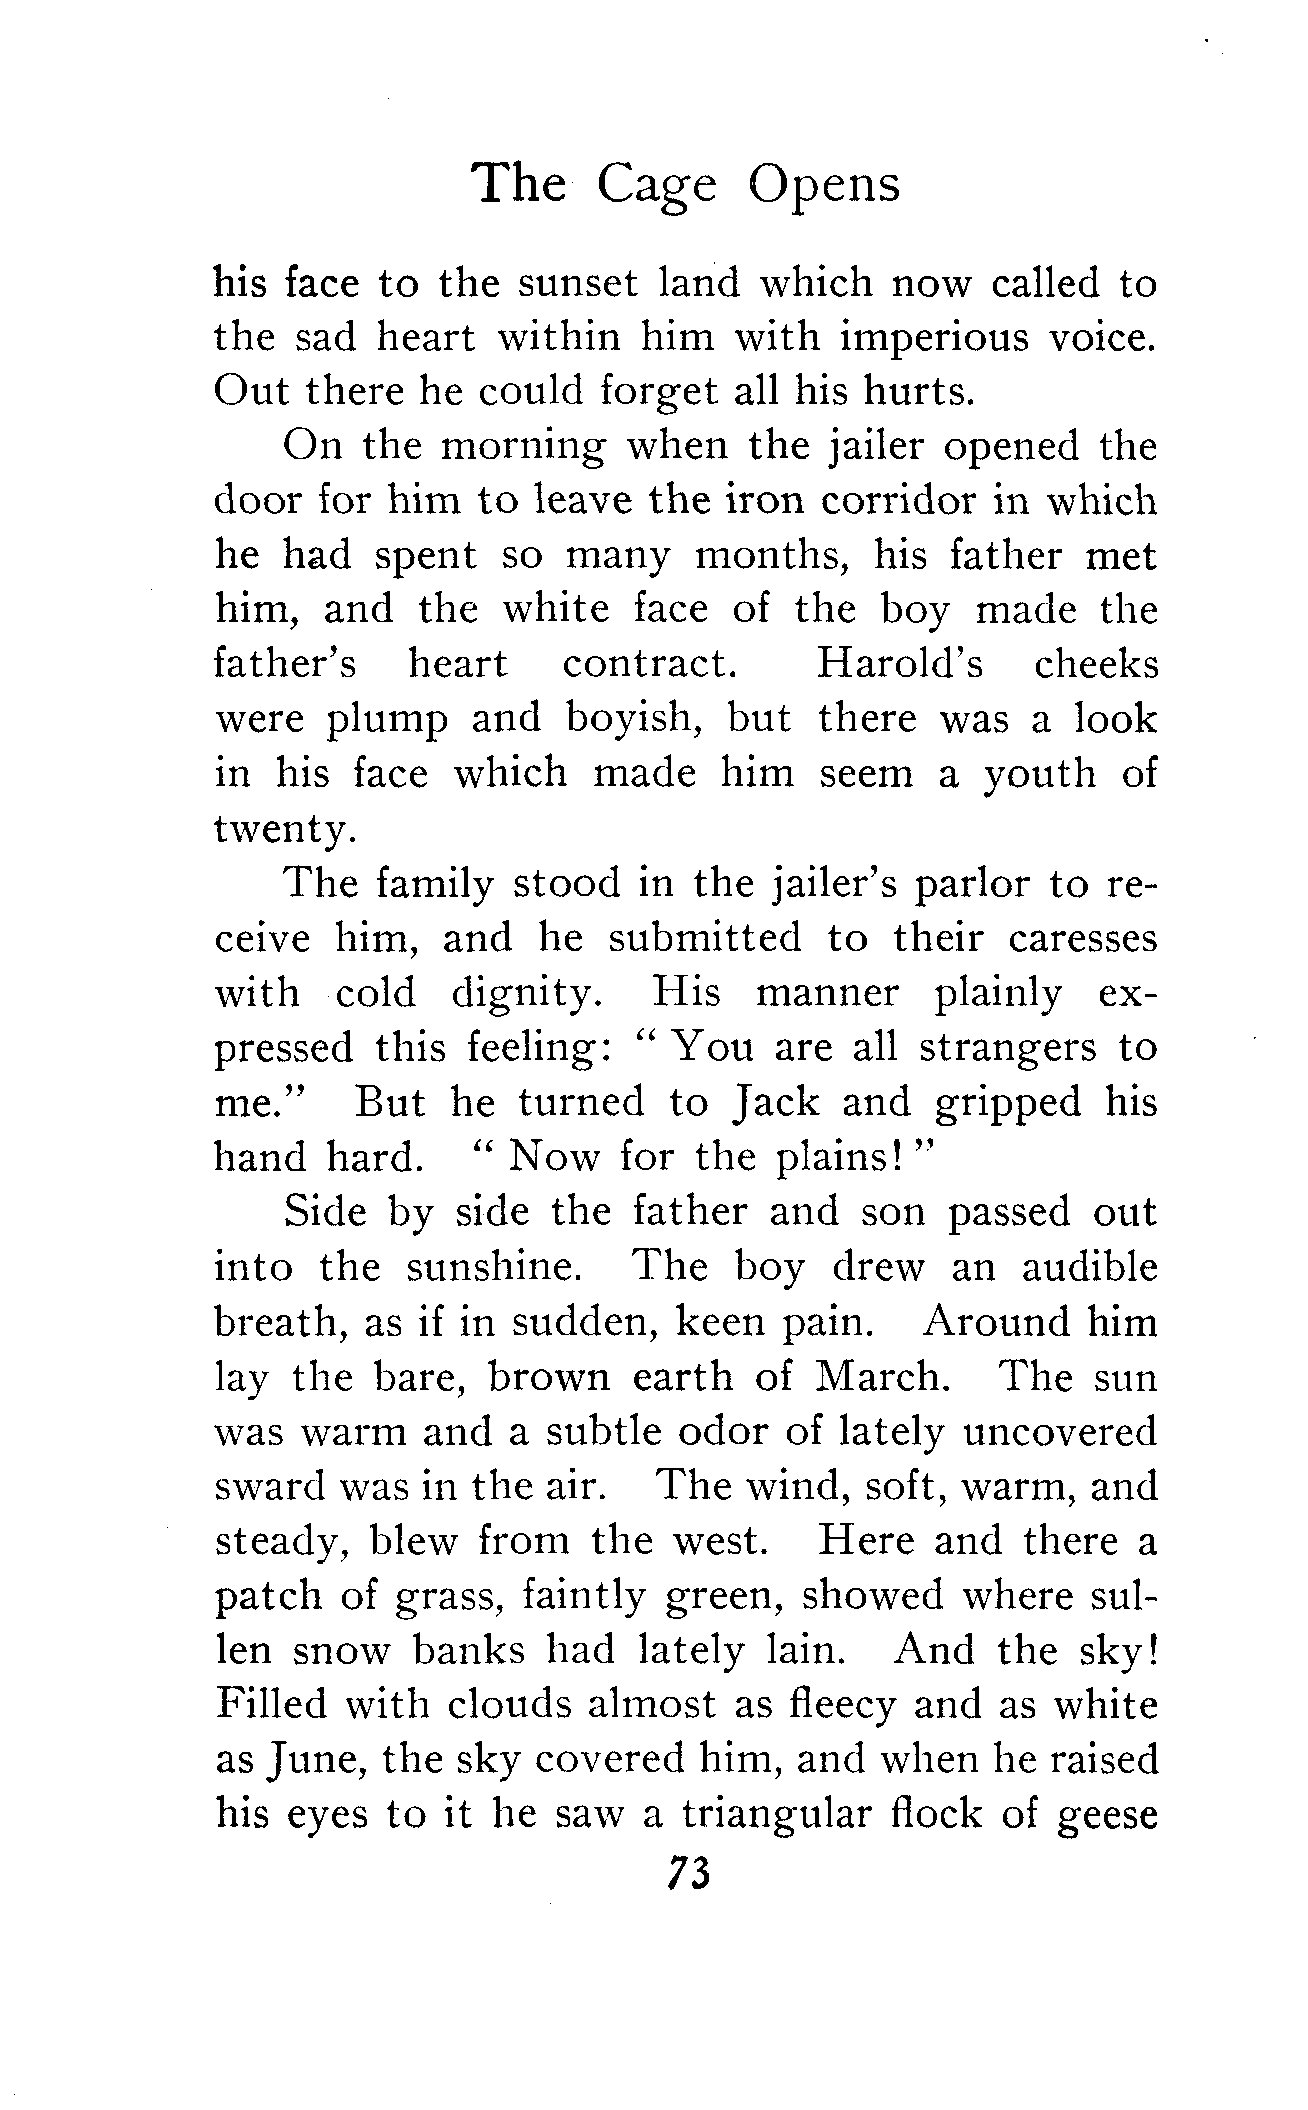 The Cage Opens
his face to the sunset land which now called to
the sad heart within him with imperious voice.
Out there he could forget all his hurts.
On the morning when the jailer opened the
door for him to leave the iron corridor in which
he had spent so many months, his father met
him, and the white face of the boy made the
father's heart contract. Harold's cheeks
were plump and boyish, but there was a look
in his face which made him seem a youth of
twenty.
The family stood in the jailer's parlor to re-
ceive him, and he submitted to their caresses
with cold dignity. His manner plainly ex-
pressed this feeling: " You are all strangers to
me." But he turned to Jack and gripped his
hand hard. " Now for the plains! "
Side by side the father and son passed out
into the sunshine. The boy drew an audible
breath, as if in sudden, keen pain. Around him
lay the bare, brown earth of March. The sun
was warm and a subtle odor of lately uncovered
sward was in the air. The wind, soft, warm, and
steady, blew from the west. Here and there a
patch of grass, faintly green, showed where sul-
len snow banks had lately lain. And the sky!
Filled with clouds almost as fleecy and as white
as June, the sky covered him, and when he raised
his eyes to it he saw a triangular flock of geese
73